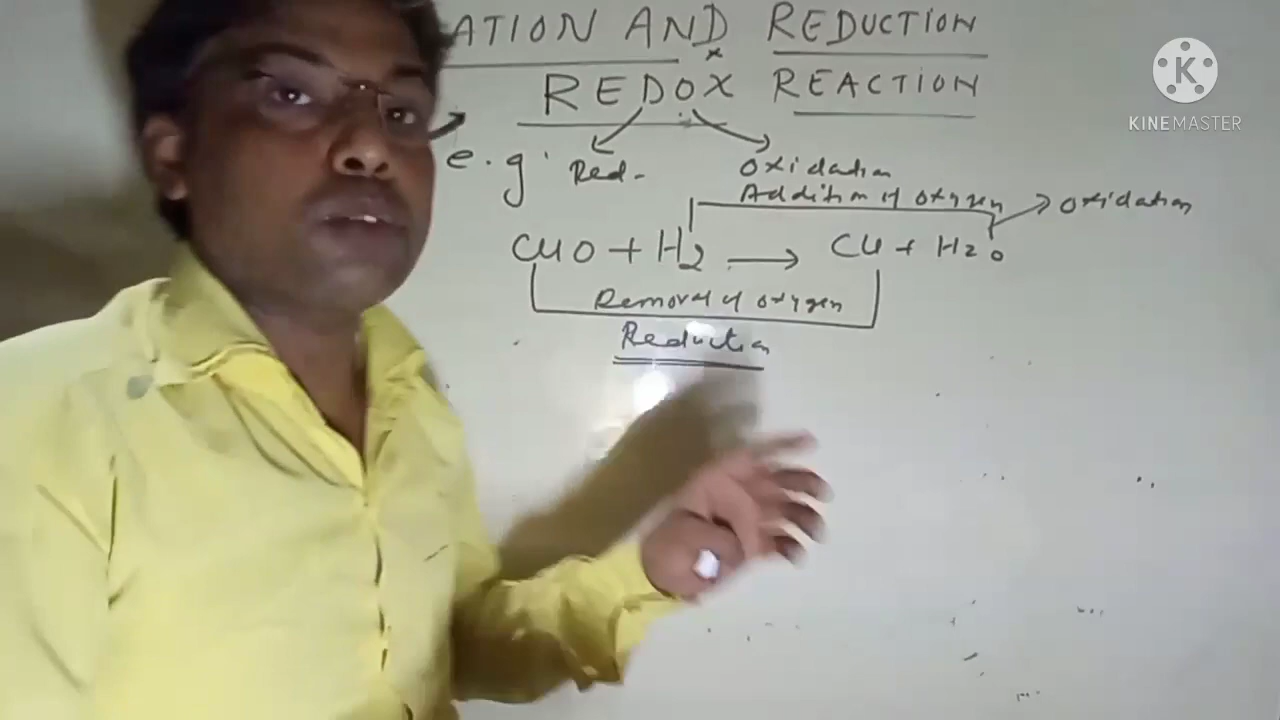 ATION AND REDUCTION
REDOX REACTION
e.g. Red- Oxidation
Addition of oxygen → Oxidation
CuO + H2 → Cu + H2O
Removal of oxygen
Reduction
K
KINEMASTER